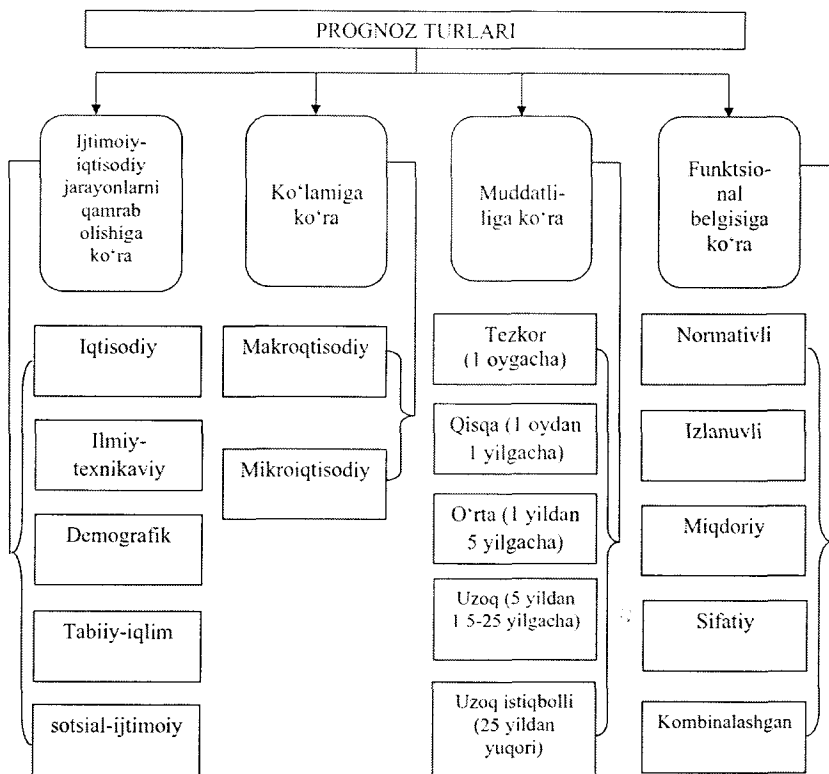 PROGNOZ TURLARI
Ijtimoiy-
iqtisodiy
jarayonlarni
qamrab
olishiga
ko‘ra
Ko‘lamiga
ko‘ra
Muddatli-
liga ko‘ra
Funktsio-
nal
belgisiga
ko‘ra
Iqtisodiy
Ilmiy-
texnikaviy
Demografik
Tabiiy-iqlim
sotsial-ijtimoiy
Makroqtisodiy
Mikroiqtisodiy
Tezkor
(1 oygacha)
Qisqa (1 oydan
1 yilgacha)
O‘rta (1 yildan
5 yilgacha)
Uzoq (5 yildan
15-25 yilgacha)
Uzoq istiqbolli
(25 yildan
yuqori)
Normativli
Izlanuvli
Miqdoriy
Sifatiy
Kombinalashgan